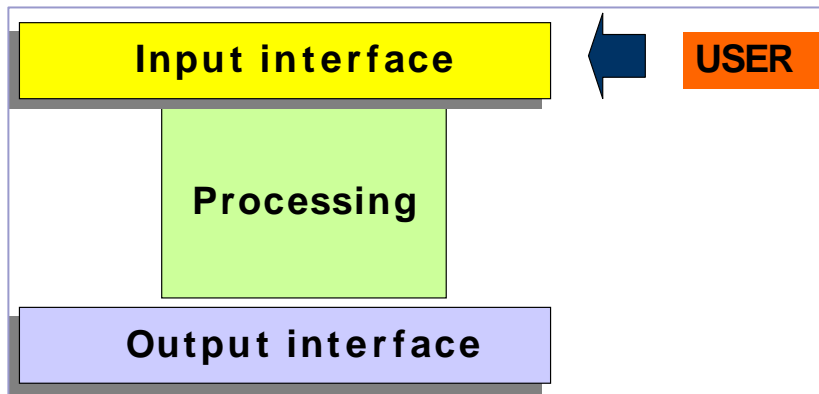 Input interface
USER
Processing
Output interface